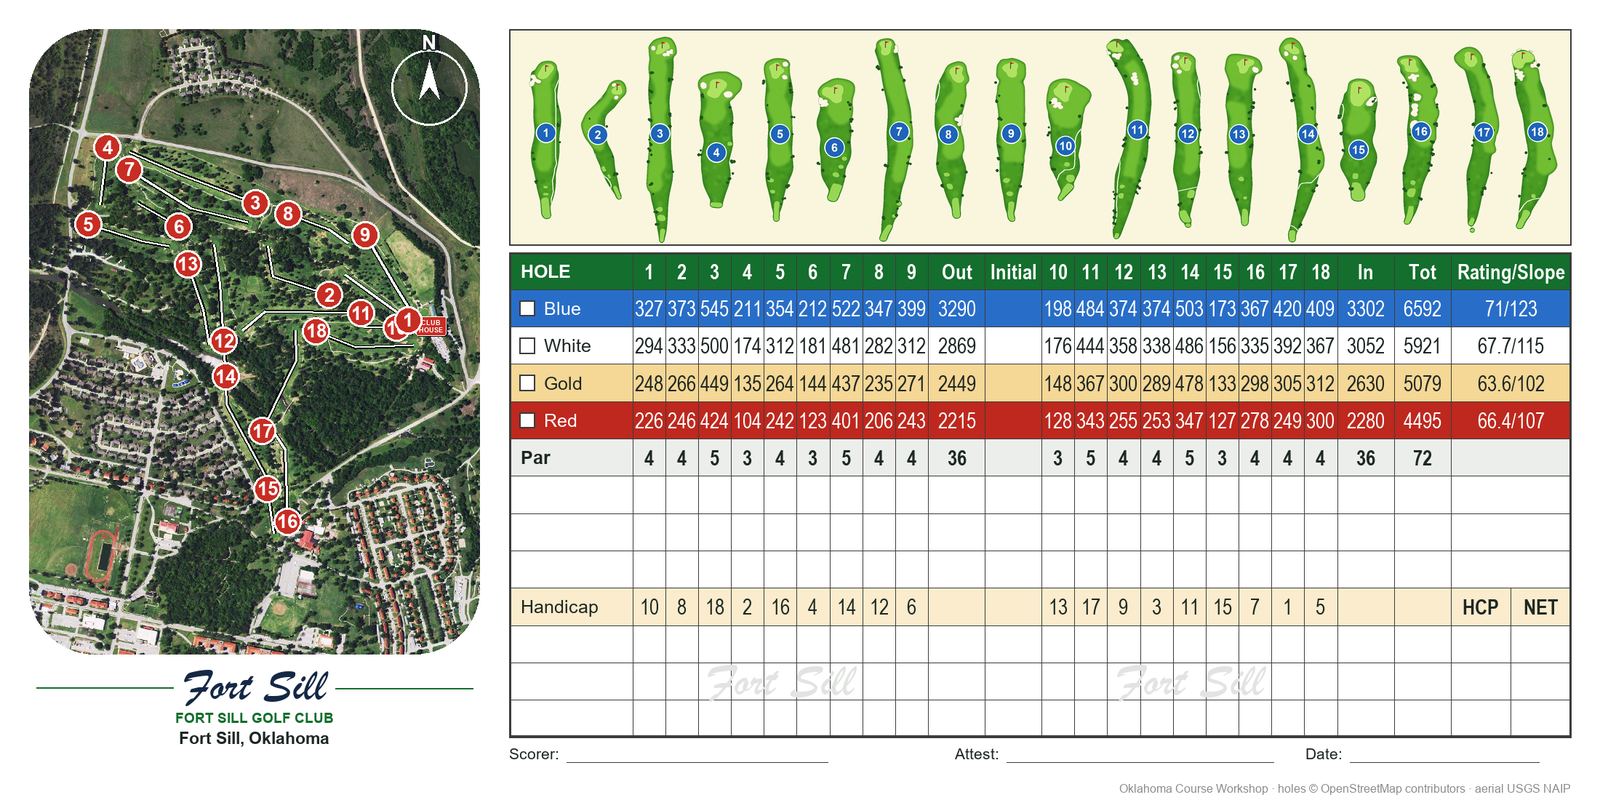 N
4
7
3
8
5
6
9
13
2
11
18
1
CLUB
HOUSE
12
14
17
15
16
Fort Sill
FORT SILL GOLF CLUB
Fort Sill, Oklahoma
1 2 3 4 5 6 7 8 9 10 11 12 13 14 15 16 17 18
HOLE 1 2 3 4 5 6 7 8 9 Out Initial 10 11 12 13 14 15 16 17 18 In Tot Rating/Slope
Blue 327 373 545 211 354 212 522 347 399 3290 198 484 374 374 503 173 367 420 409 3302 6592 71/123
White 294 333 500 174 312 181 481 282 312 2869 176 444 358 338 486 156 335 392 367 3052 5921 67.7/115
Gold 248 266 449 135 264 144 437 235 271 2449 148 367 300 289 478 133 298 305 312 2630 5079 63.6/102
Red 226 246 424 104 242 123 401 206 243 2215 128 343 255 253 347 127 278 249 300 2280 4495 66.4/107
Par 4 4 5 3 4 3 5 4 4 36 3 5 4 4 5 3 4 4 4 36 72
Handicap 10 8 18 2 16 4 14 12 6 13 17 9 3 11 15 7 1 5 HCP NET
Fort Sill Fort Sill
Scorer: Attest: Date:
Oklahoma Course Workshop · holes © OpenStreetMap contributors · aerial USGS NAIP